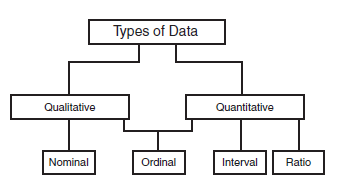 Types of Data
Qualitative
Quantitative
Nominal
Ordinal
Interval
Ratio